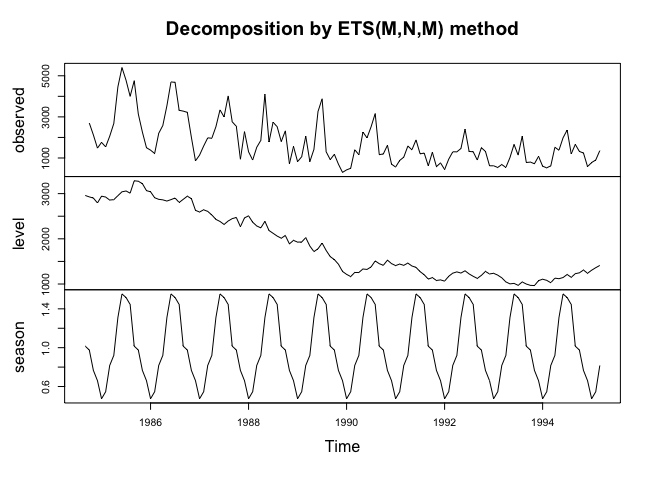 Decomposition by ETS(M,N,M) method
observed
1000
3000
5000
level
1000
2000
3000
season
0.6
1.0
1.4
1986
1988
1990
1992
1994
Time